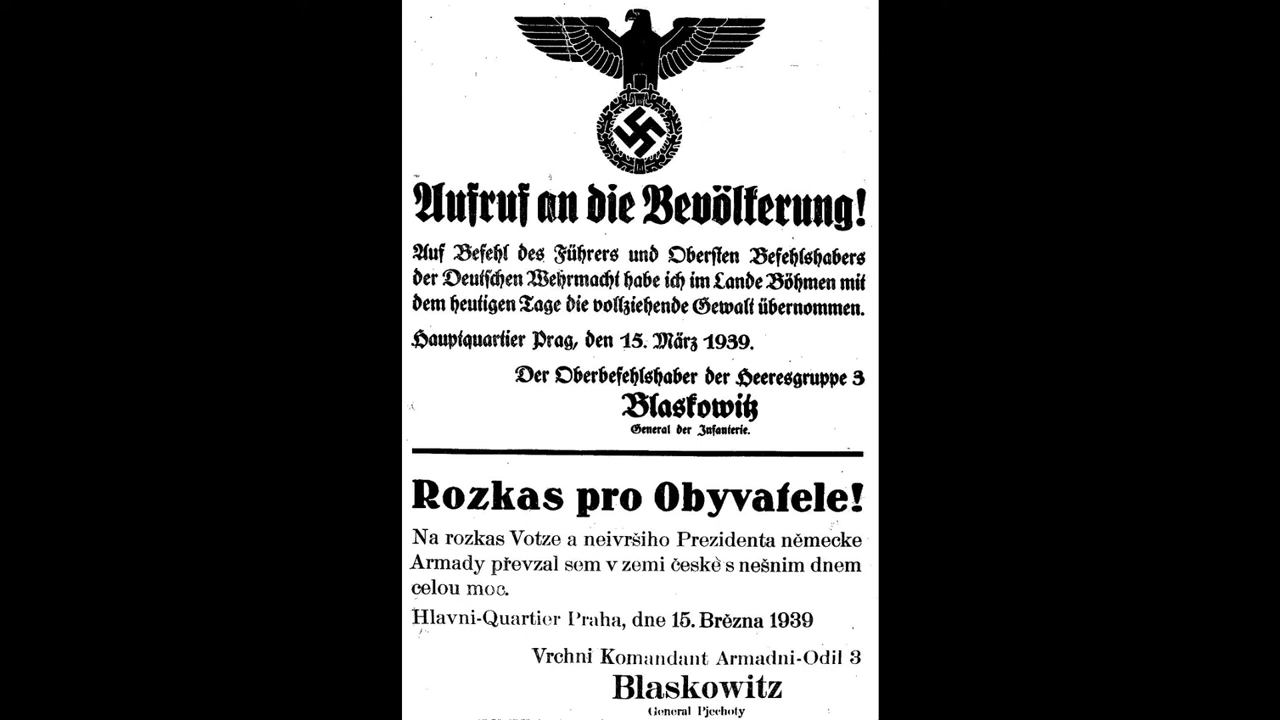 Aufruf an die Bevölkerung!
Auf Befehl des Führers und Obersten Befehlshabers
der Deutschen Wehrmacht habe ich im Lande Böhmen mit
dem heutigen Tage die vollziehende Gewalt übernommen.
Hauptquartier Prag, den 15. März 1939.
Der Oberbefehlshaber der Heeresgruppe 3
Blaskowitz
General der Infanterie.
Rozkas pro Obyvatele!
Na rozkas Votze a neivršiho Prezidenta německe
Armady převzal sem v zemi česke s nešnim dnem
celou moc.
Hlavni-Quartier Praha, dne 15. Března 1939
Vrchni Komandant Armadni-Odil 3
Blaskowitz
General Pjechoty